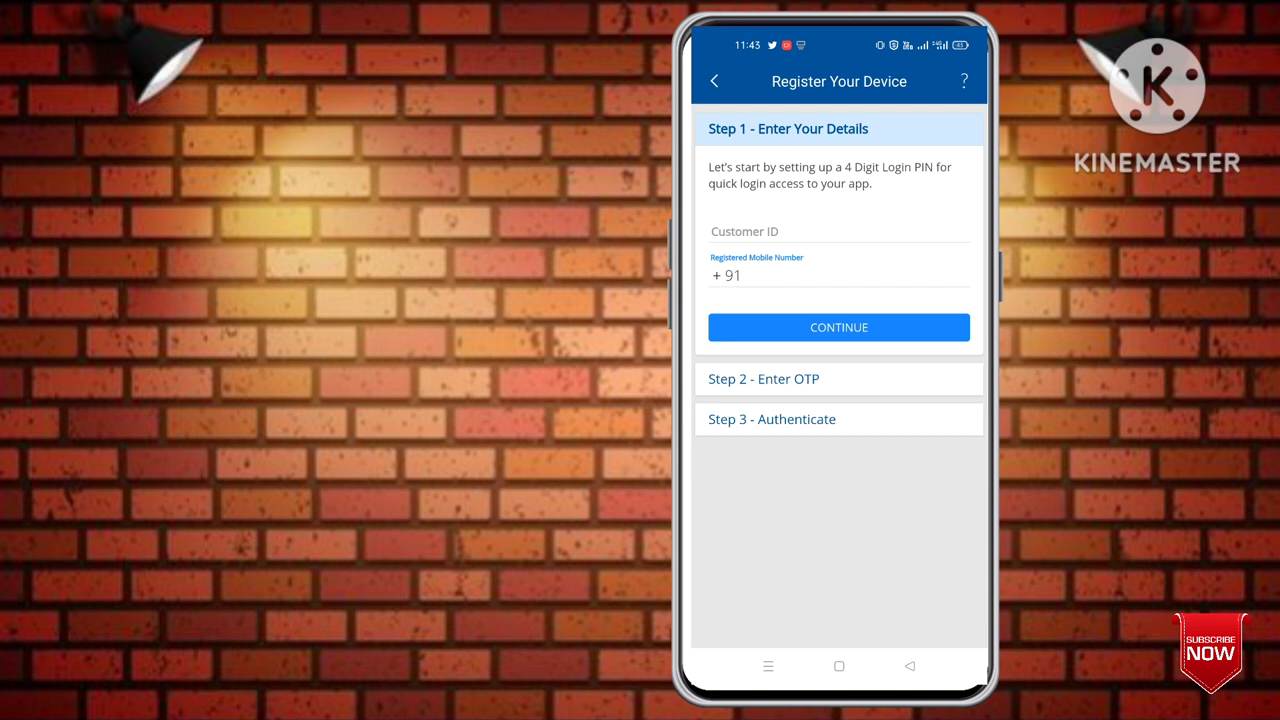 11:43
Register Your Device
?
Step 1 - Enter Your Details
Let's start by setting up a 4 Digit Login PIN for
quick login access to your app.
Customer ID
Registered Mobile Number
+ 91
CONTINUE
Step 2 - Enter OTP
Step 3 - Authenticate
K
KINEMASTER
SUBSCRIBE
NOW